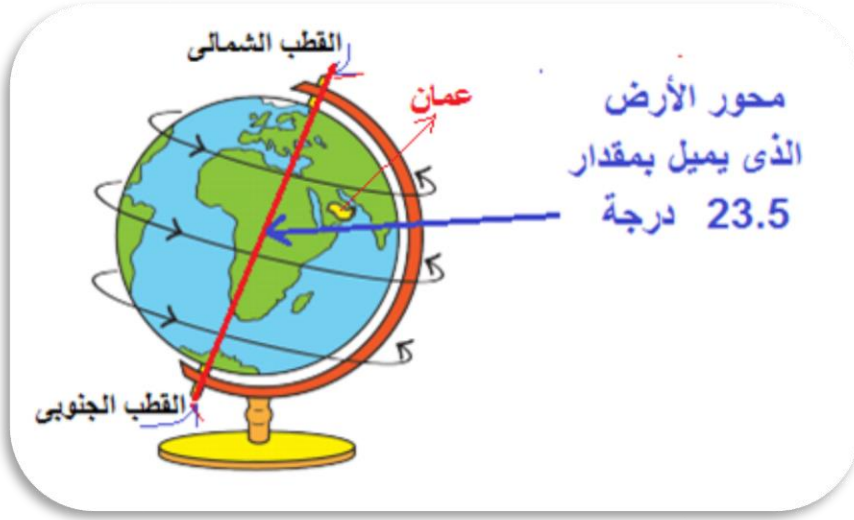 القطب الشمالى
عمان
محور الأرض
الذى يميل بمقدار
23.5 درجة
القطب الجنوبى